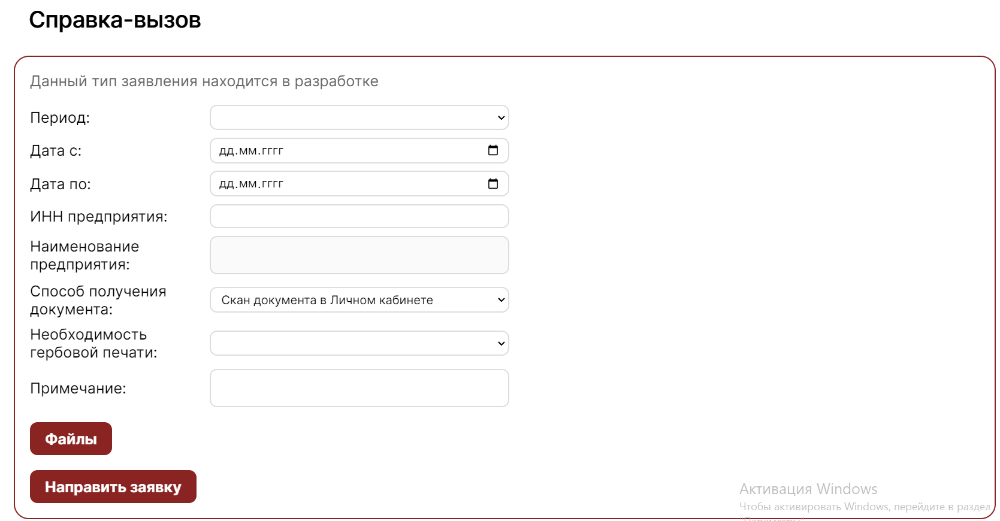 Справка-вызов
Данный тип заявления находится в разработке
Период:
Дата с:
дд.мм.гггг
Дата по:
дд.мм.гггг
ИНН предприятия:
Наименование
предприятия:
Способ получения
документа:
Скан документа в Личном кабинете
Необходимость
гербовой печати:
Примечание:
Файлы
Направить заявку
Активация Windows
Чтобы активировать Windows, перейдите в раздел
"Параметры"